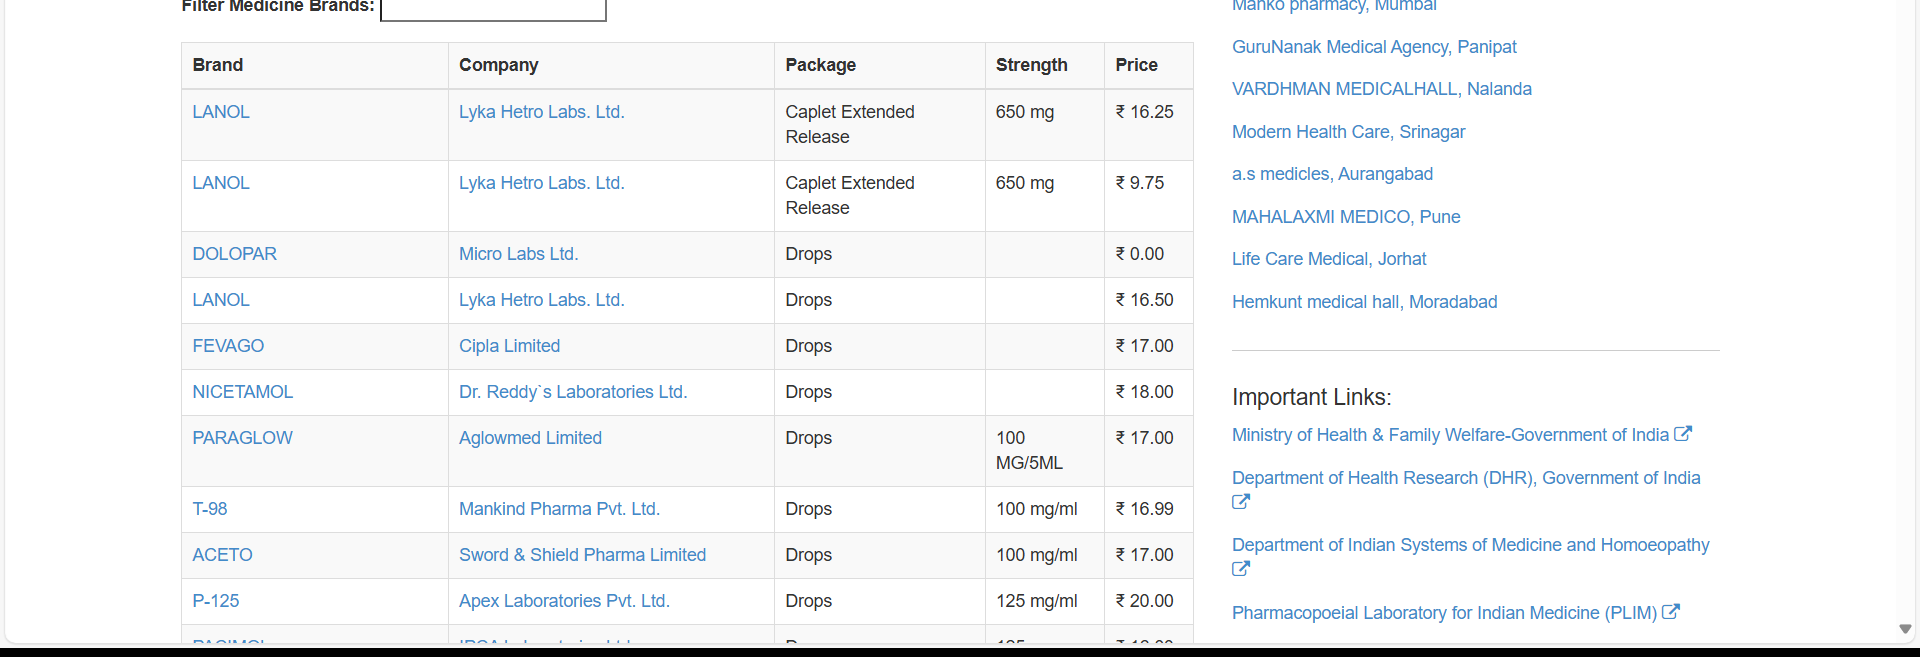 Filter Medicine Brands:
Brand Company Package Strength Price
LANOL Lyka Hetro Labs. Ltd. Caplet Extended 650 mg ₹ 16.25
Release
LANOL Lyka Hetro Labs. Ltd. Caplet Extended 650 mg ₹ 9.75
Release
DOLOPAR Micro Labs Ltd. Drops ₹ 0.00
LANOL Lyka Hetro Labs. Ltd. Drops ₹ 16.50
FEVAGO Cipla Limited Drops ₹ 17.00
NICETAMOL Dr. Reddy`s Laboratories Ltd. Drops ₹ 18.00
PARAGLOW Aglowmed Limited Drops 100 ₹ 17.00
MG/5ML
T-98 Mankind Pharma Pvt. Ltd. Drops 100 mg/ml ₹ 16.99
ACETO Sword & Shield Pharma Limited Drops 100 mg/ml ₹ 17.00
P-125 Apex Laboratories Pvt. Ltd. Drops 125 mg/ml ₹ 20.00
pharmacy, Mumbai
GuruNanak Medical Agency, Panipat
VARDHMAN MEDICALHALL, Nalanda
Modern Health Care, Srinagar
a.s medicles, Aurangabad
MAHALAXMI MEDICO, Pune
Life Care Medical, Jorhat
Hemkunt medical hall, Moradabad
Important Links:
Ministry of Health & Family Welfare-Government of India
Department of Health Research (DHR), Government of India
Department of Indian Systems of Medicine and Homoeopathy
Pharmacopoeial Laboratory for Indian Medicine (PLIM)